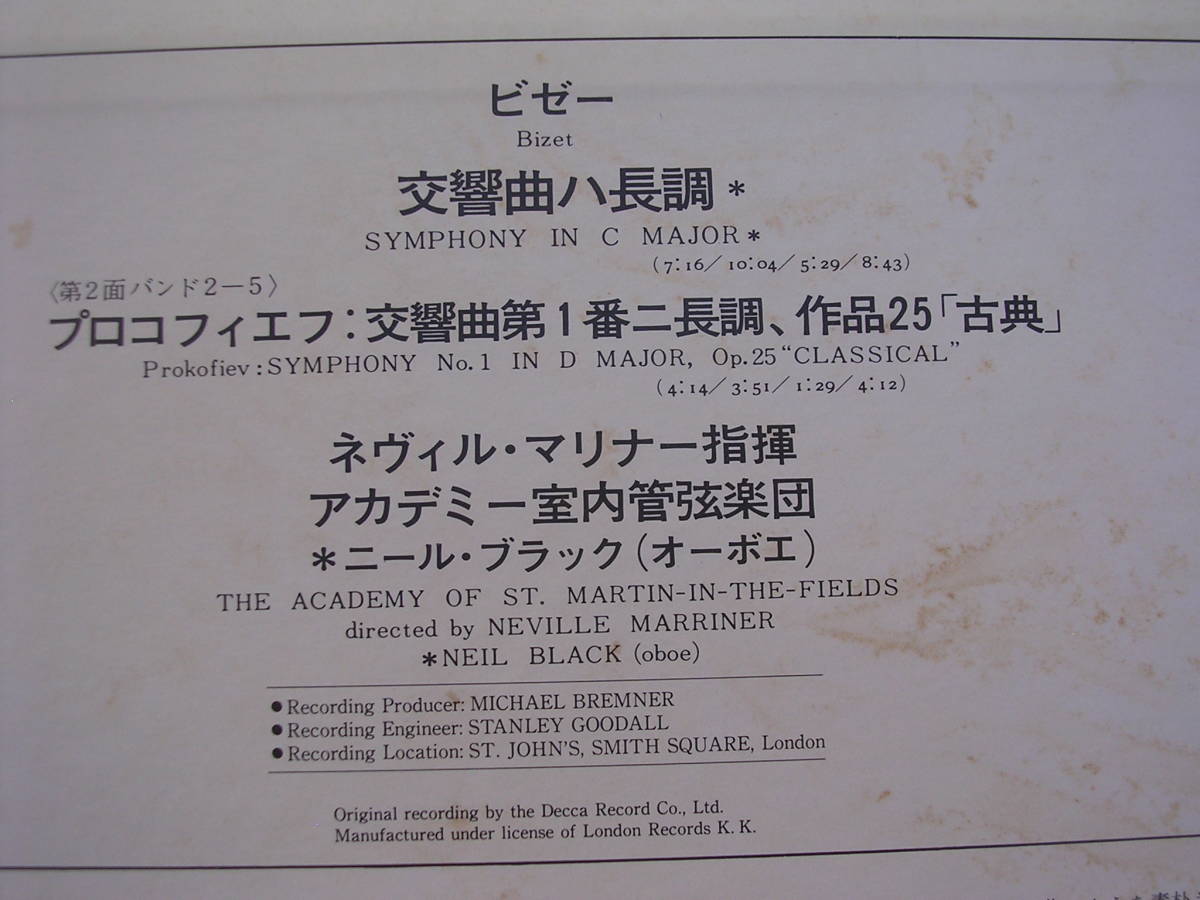 ビゼー
Bizet
交響曲ハ長調*
SYMPHONY IN C MAJOR*
(7:16/10:04/5:29/8:43)
〈第2面バンド2-5〉
プロコフィエフ:交響曲第1番ニ長調、作品25「古典」
Prokofiev:SYMPHONY No.1 IN D MAJOR, Op.25 “CLASSICAL”
(4:14/3:51/1:29/4:12)
ネヴィル・マリナー指揮
アカデミー室内管弦楽団
*ニール・ブラック(オーボエ)
THE ACADEMY OF ST. MARTIN-IN-THE-FIELDS
directed by NEVILLE MARRINER
*NEIL BLACK (oboe)
●Recording Producer: MICHAEL BREMNER
●Recording Engineer: STANLEY GOODALL
●Recording Location: ST. JOHN'S, SMITH SQUARE, London
Original recording by the Decca Record Co., Ltd.
Manufactured under license of London Records K.K.